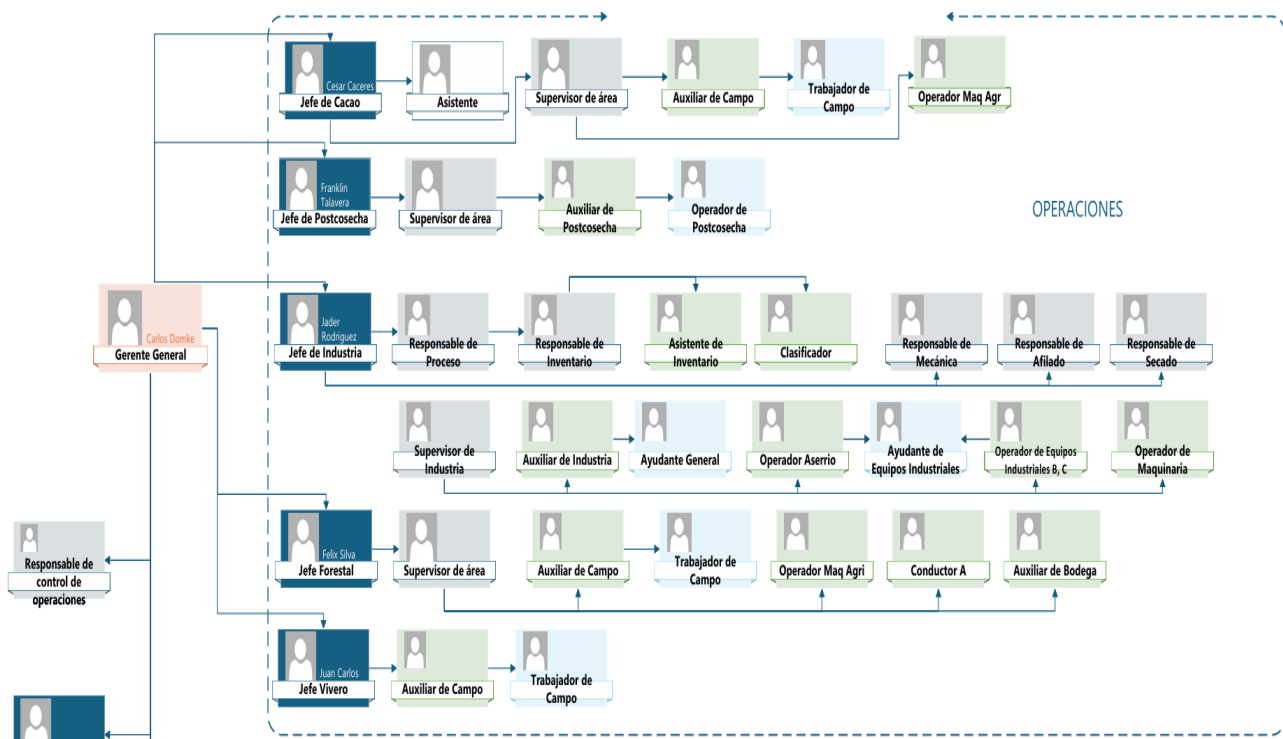 Cesar Caceres
Jefe de Cacao
Asistente
Supervisor de área
Auxiliar de Campo
Trabajador de
Campo
Operador Maq Agr
Franklin
Talavera
Jefe de Postcosecha
Supervisor de área
Auxiliar de
Postcosecha
Operador de
Postcosecha
OPERACIONES
Carlos Domke
Gerente General
Jader
Rodriguez
Jefe de Industria
Responsable de
Proceso
Responsable de
Inventario
Asistente de
Inventario
Clasificador
Responsable de
Mecánica
Responsable de
Afilado
Responsable de
Secado
Supervisor de
Industria
Auxiliar de Industria
Ayudante General
Operador Aserrio
Ayudante de
Equipos Industriales
Operador de Equipos
Industriales B, C
Operador de
Maquinaria
Responsable de
control de
operaciones
Felix Silva
Jefe Forestal
Supervisor de área
Auxiliar de Campo
Trabajador de
Campo
Operador Maq Agri
Conductor A
Auxiliar de Bodega
Juan Carlos
Jefe Vivero
Auxiliar de Campo
Trabajador de
Campo